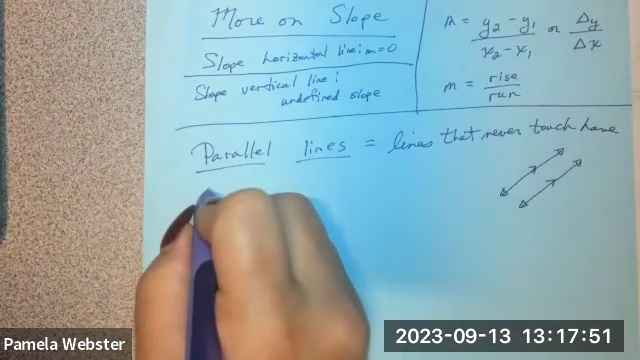 More on Slope
Slope horizontal line: m=0
Slope vertical line:
undefined slope
m = y₂ - y₁ / x₂ - x₁ or Δy / Δx
m = rise / run
Parallel lines = lines that never touch have
Pamela Webster
2023-09-13 13:17:51